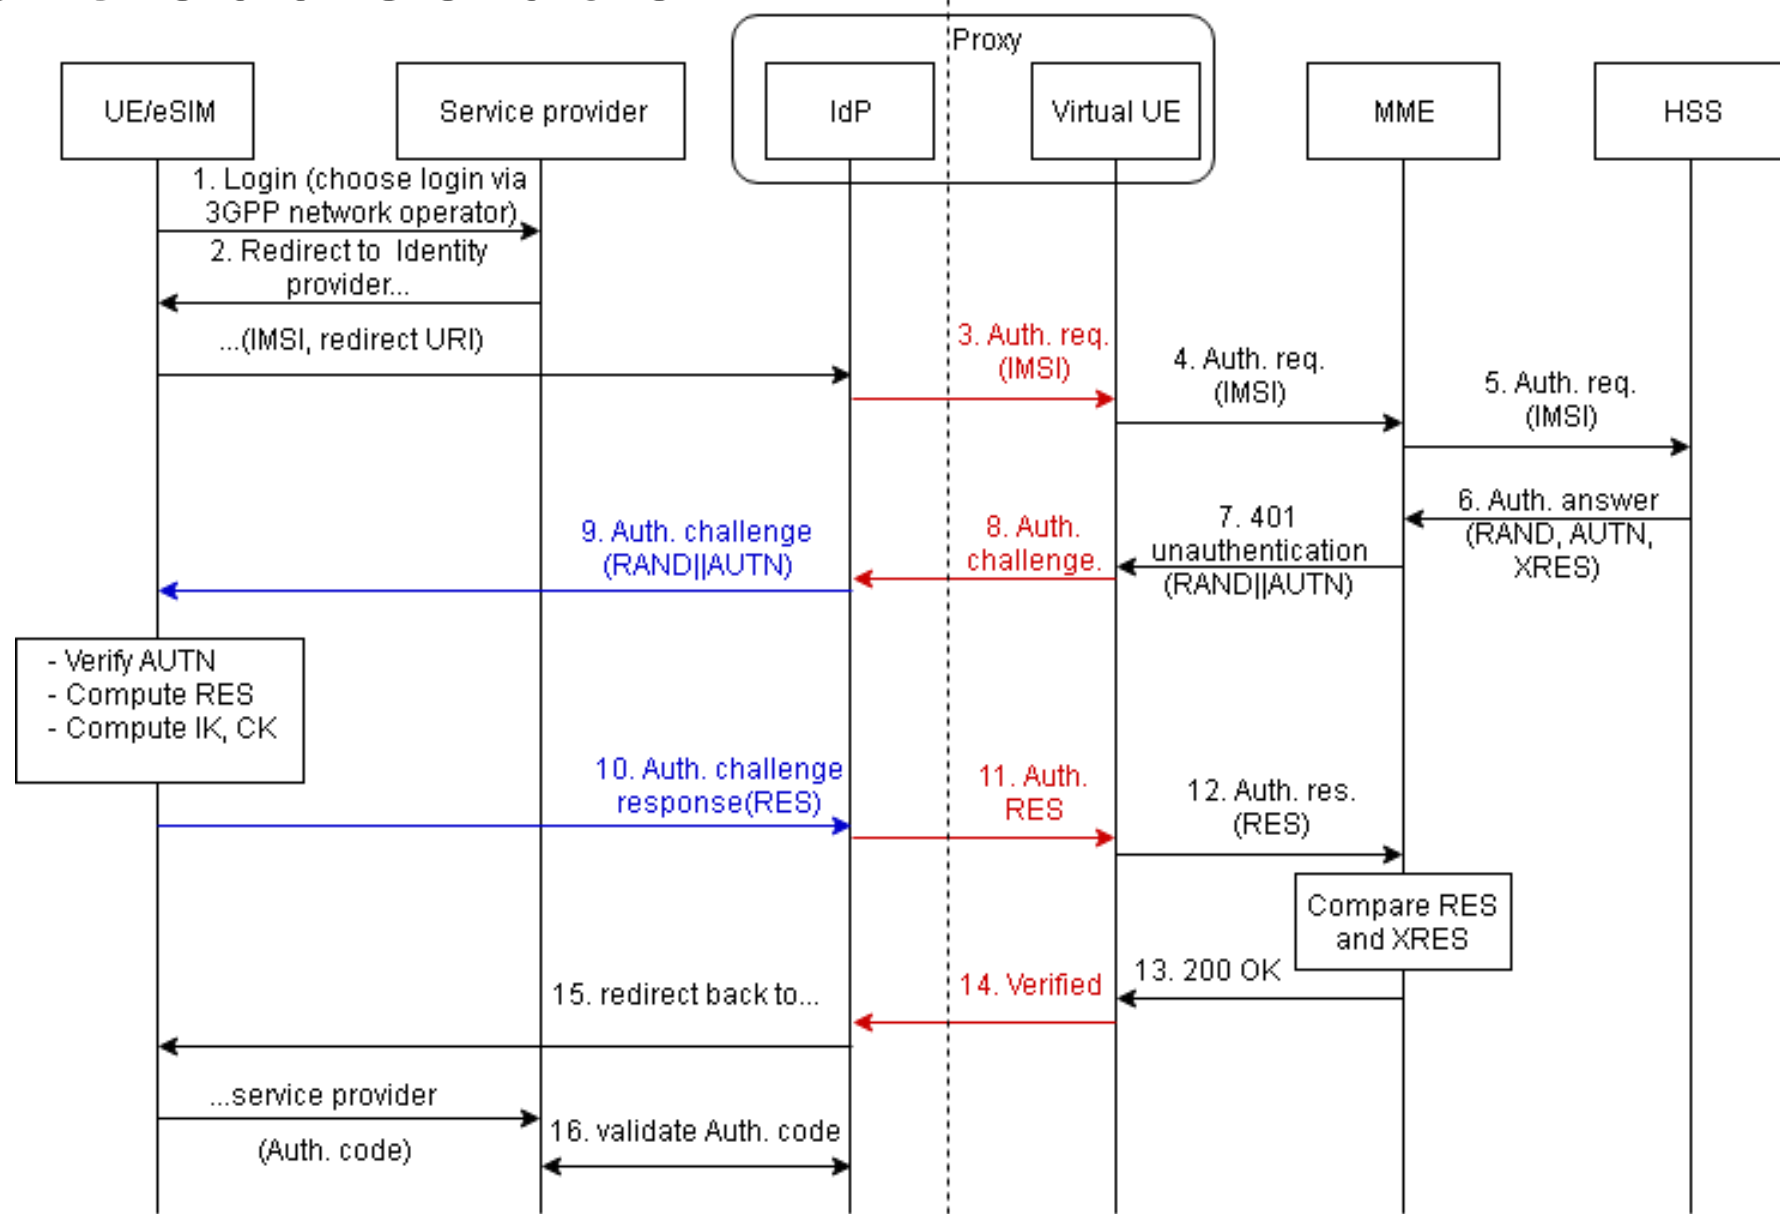 Proxy
UE/eSIM
Service provider
IdP
Virtual UE
MME
HSS
1. Login (choose login via
3GPP network operator)
2. Redirect to Identity
provider...
...(IMSI, redirect URI)
3. Auth. req.
(IMSI)
4. Auth. req.
(IMSI)
5. Auth. req.
(IMSI)
6. Auth. answer
(RAND, AUTN,
XRES)
7. 401
unauthentication
(RAND||AUTN)
8. Auth.
challenge.
9. Auth. challenge
(RAND||AUTN)
- Verify AUTN
- Compute RES
- Compute IK, CK
10. Auth. challenge
response(RES)
11. Auth.
RES
12. Auth. res.
(RES)
Compare RES
and XRES
13. 200 OK
14. Verified
15. redirect back to...
...service provider
(Auth. code)
16. validate Auth. code